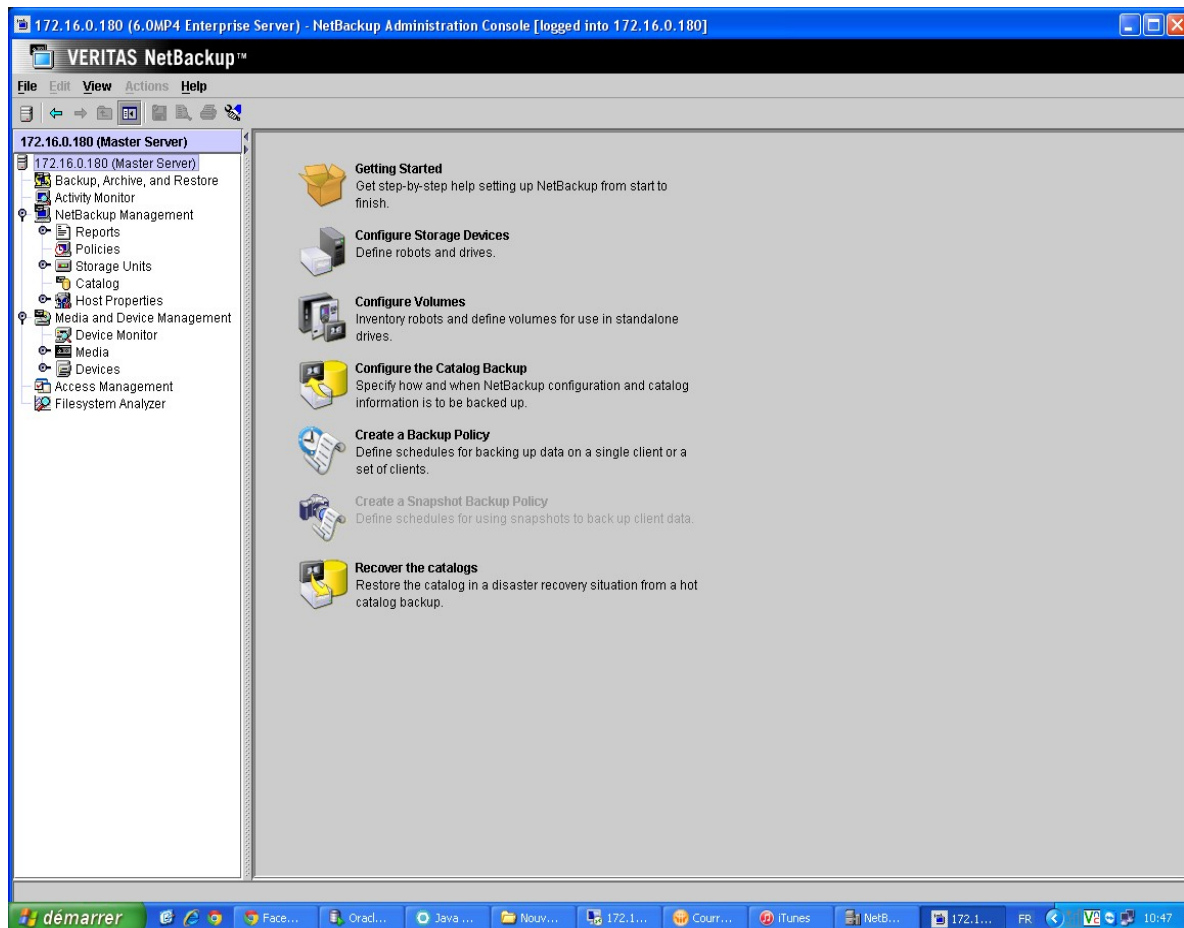 172.16.0.180 (6.0MP4 Enterprise Server) - NetBackup Administration Console [logged into 172.16.0.180]
VERITAS NetBackup™
File Edit View Actions Help
172.16.0.180 (Master Server)
172.16.0.180 (Master Server)
Backup, Archive, and Restore
Activity Monitor
NetBackup Management
Reports
Policies
Storage Units
Catalog
Host Properties
Media and Device Management
Device Monitor
Media
Devices
Access Management
Filesystem Analyzer
Getting Started
Get step-by-step help setting up NetBackup from start to
finish.
Configure Storage Devices
Define robots and drives.
Configure Volumes
Inventory robots and define volumes for use in standalone
drives.
Configure the Catalog Backup
Specify how and when NetBackup configuration and catalog
information is to be backed up.
Create a Backup Policy
Define schedules for backing up data on a single client or a
set of clients.
Create a Snapshot Backup Policy
Define schedules for using snapshots to back up client data.
Recover the catalogs
Restore the catalog in a disaster recovery situation from a hot
catalog backup.
démarrer Face... Oracl... Java ... Nouv... 172.1... Courr... iTunes NetB... 172.1... FR 10:47